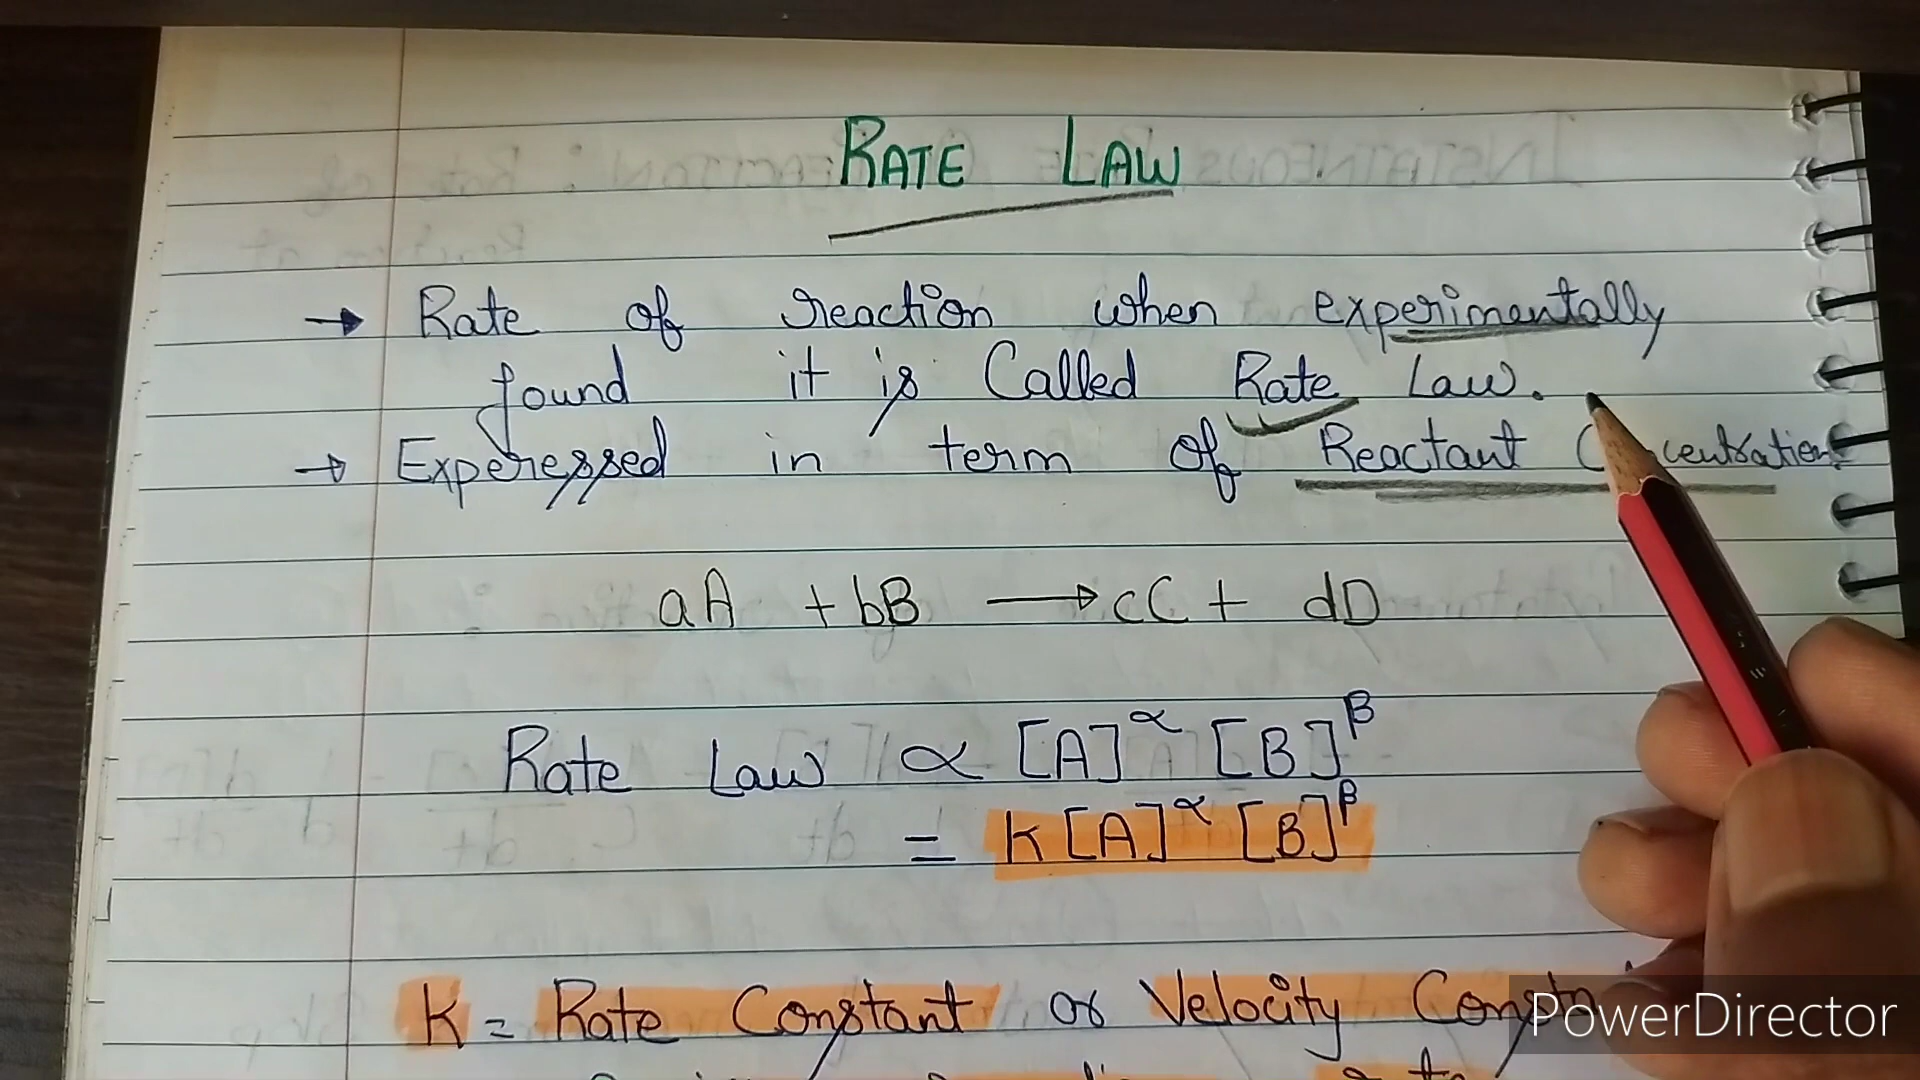 RATE LAW
→ Rate of reaction when experimentally
found it is Called Rate Law.
→ Experessed in term of Reactant
aA + bB → cC + dD
Rate Law ∝ [A]^α [B]^β
= K[A]^α [B]^β
K = Rate Constant or Velocity
PowerDirector